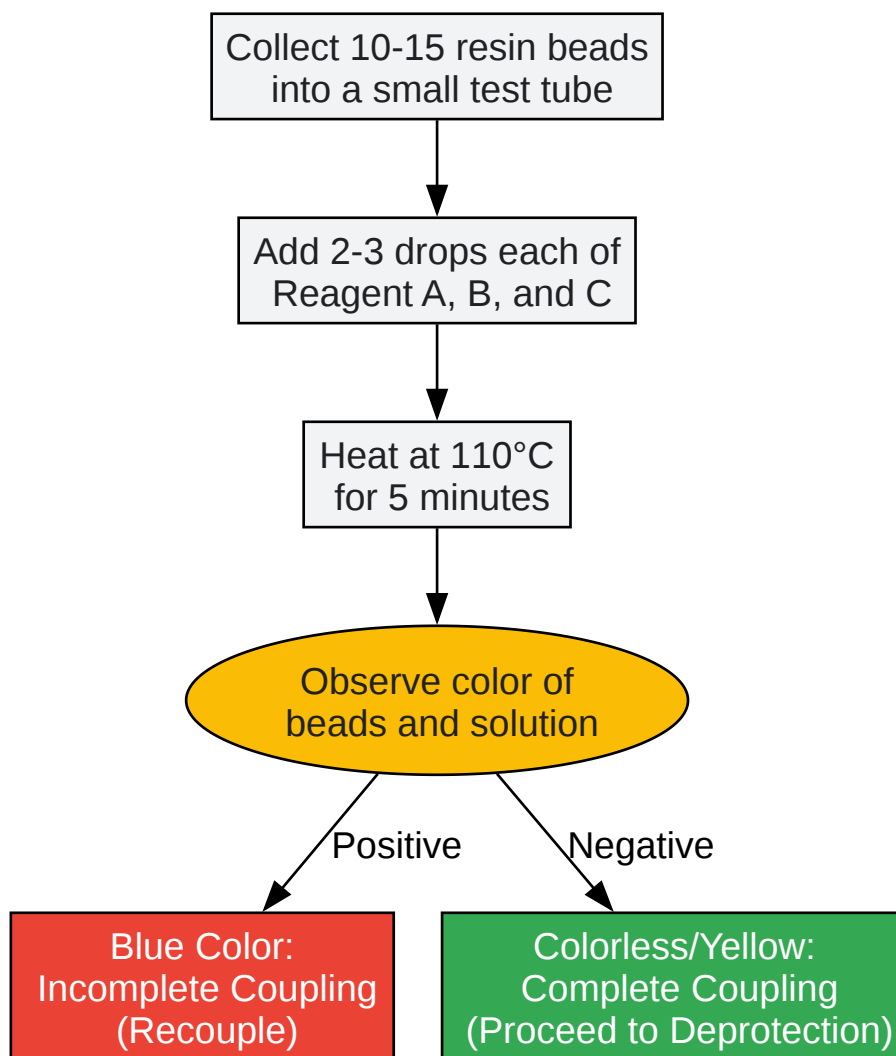 Collect 10-15 resin beads
into a small test tube
Add 2-3 drops each of
Reagent A, B, and C
Heat at 110°C
for 5 minutes
Observe color of
beads and solution
Positive
Negative
Blue Color:
Incomplete Coupling
(Recouple)
Colorless/Yellow:
Complete Coupling
(Proceed to Deprotection)